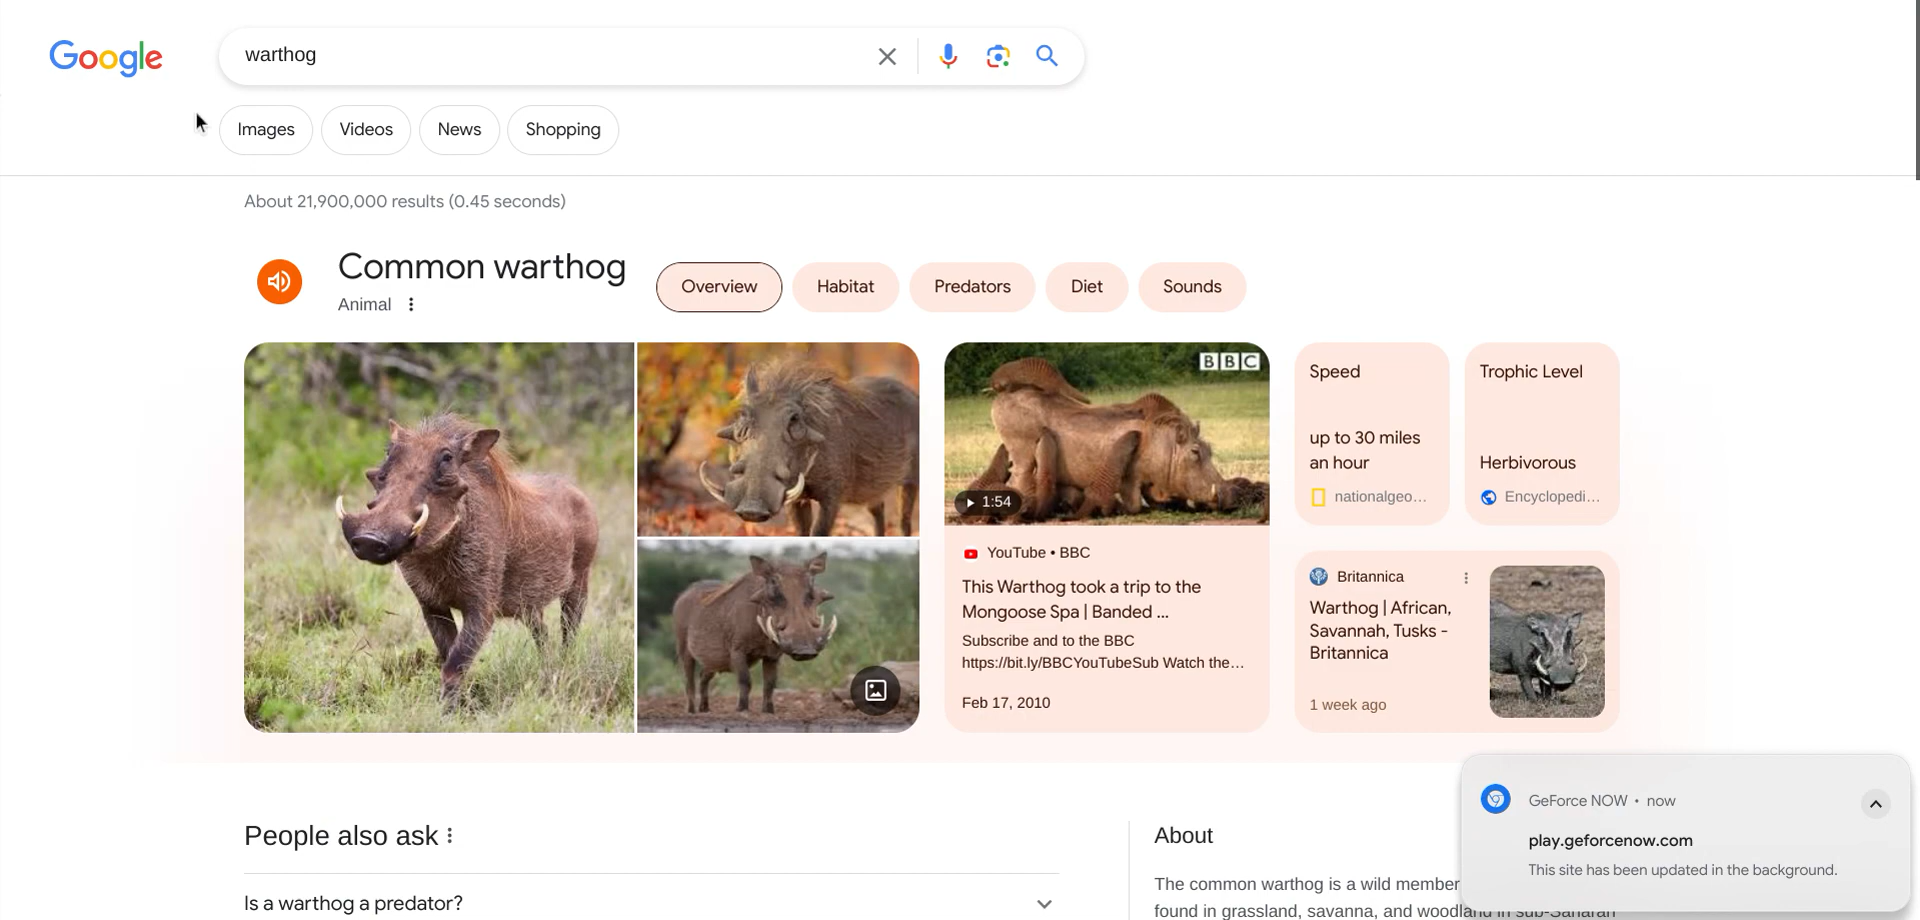 Google
warthog
Images
Videos
News
Shopping
About 21,900,000 results (0.45 seconds)
Common warthog
Animal
Overview
Habitat
Predators
Diet
Sounds
BBC
1:54
YouTube • BBC
This Warthog took a trip to the
Mongoose Spa | Banded ...
Subscribe and to the BBC
https://bit.ly/BBCYouTubeSub Watch the...
Feb 17, 2010
Speed
up to 30 miles
an hour
nationalgeo...
Trophic Level
Herbivorous
Encyclopedi...
Britannica
Warthog | African,
Savannah, Tusks -
Britannica
1 week ago
People also ask
Is a warthog a predator?
About
The common warthog is a wild member
found in grassland, savanna, and woodland in sub-Saharan
GeForce NOW • now
play.geforcenow.com
This site has been updated in the background.